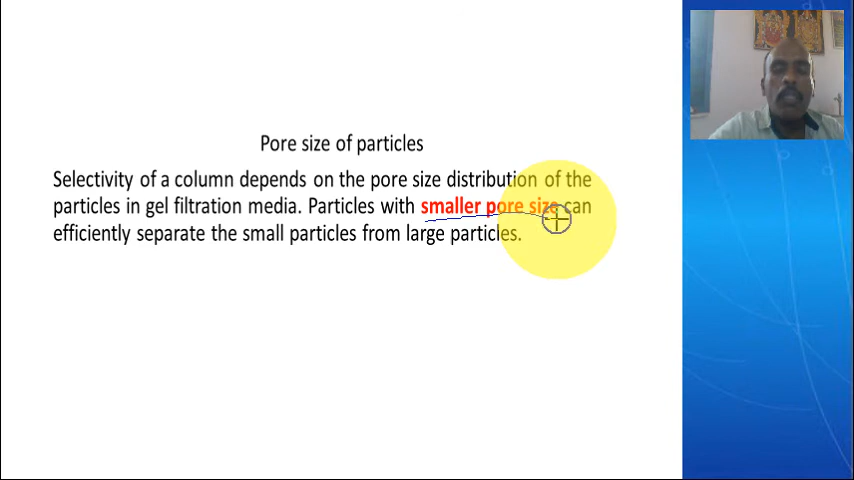 Pore size of particles
Selectivity of a column depends on the pore size distribution of the
particles in gel filtration media. Particles with smaller pore size can
efficiently separate the small particles from large particles.